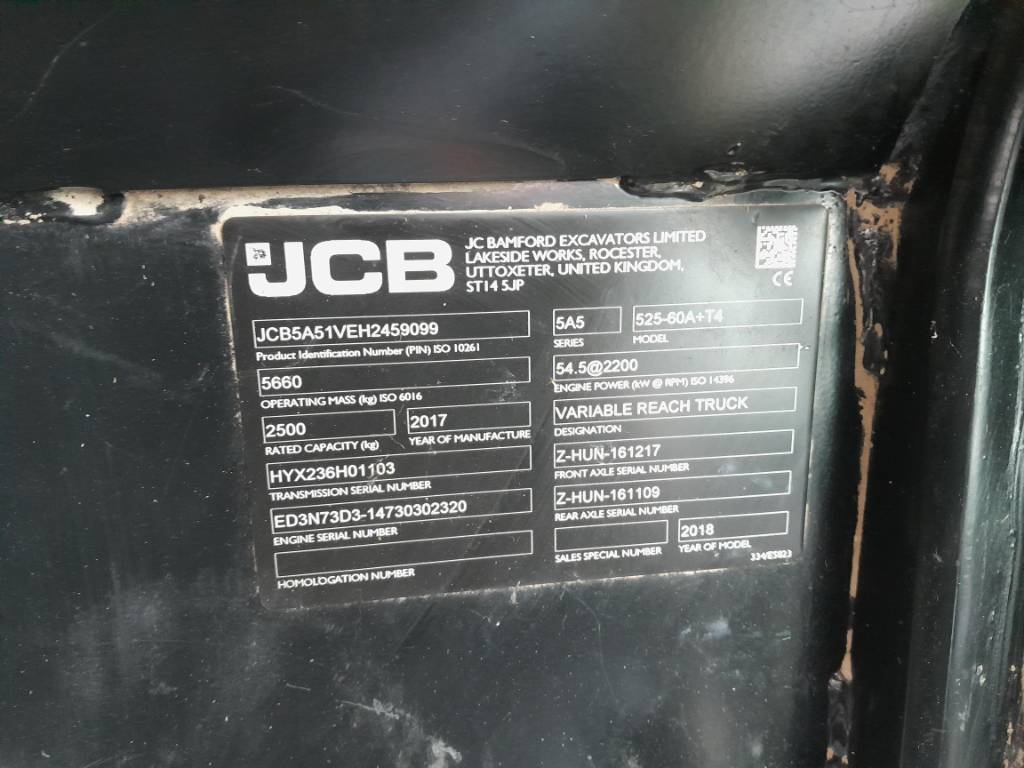 JCB
JC BAMFORD EXCAVATORS LIMITED
LAKESIDE WORKS, ROCESTER,
UTTOXETER, UNITED KINGDOM,
ST14 5JP
CE
JCB5A51VEH2459099
Product Identification Number (PIN) ISO 10261
5660
OPERATING MASS (kg) ISO 6016
2500
RATED CAPACITY (kg)
2017
YEAR OF MANUFACTURE
HYX236H01103
TRANSMISSION SERIAL NUMBER
ED3N73D3-14730302320
ENGINE SERIAL NUMBER
HOMOLOGATION NUMBER
5A5
SERIES
525-60A+T4
MODEL
54.5@2200
ENGINE POWER (kW @ RPM) ISO 14396
VARIABLE REACH TRUCK
DESIGNATION
Z-HUN-161217
FRONT AXLE SERIAL NUMBER
Z-HUN-161109
REAR AXLE SERIAL NUMBER
SALES SPECIAL NUMBER
2018
YEAR OF MODEL
334/E5823